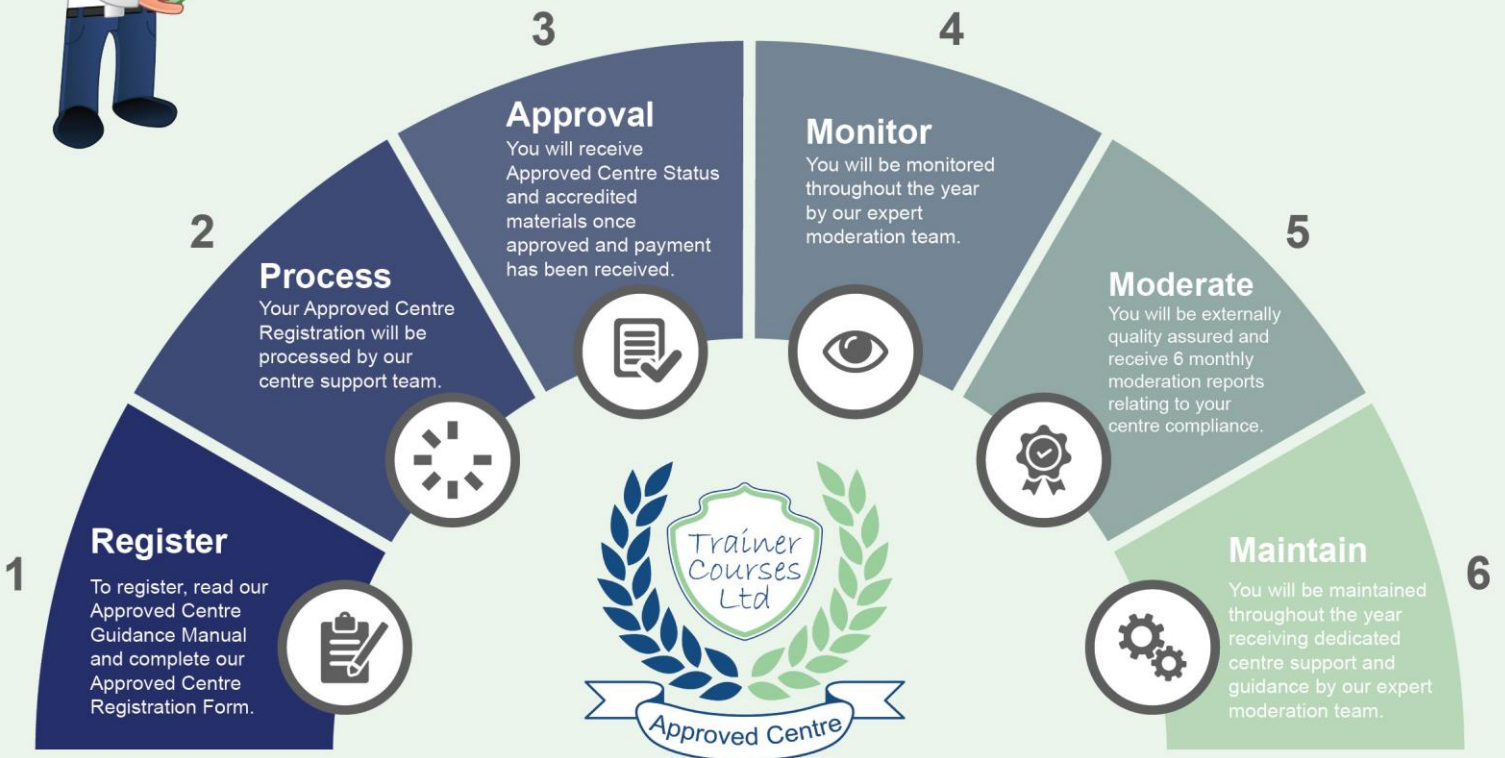 1
Register
To register, read our
Approved Centre
Guidance Manual
and complete our
Approved Centre
Registration Form.
2
Process
Your Approved Centre
Registration will be
processed by our
centre support team.
3
Approval
You will receive
Approved Centre Status
and accredited
materials once
approved and payment
has been received.
4
Monitor
You will be monitored
throughout the year
by our expert
moderation team.
5
Moderate
You will be externally
quality assured and
receive 6 monthly
moderation reports
relating to your
centre compliance.
6
Maintain
You will be maintained
throughout the year
receiving dedicated
centre support and
guidance by our expert
moderation team.
Trainer
Courses
Ltd
Approved Centre